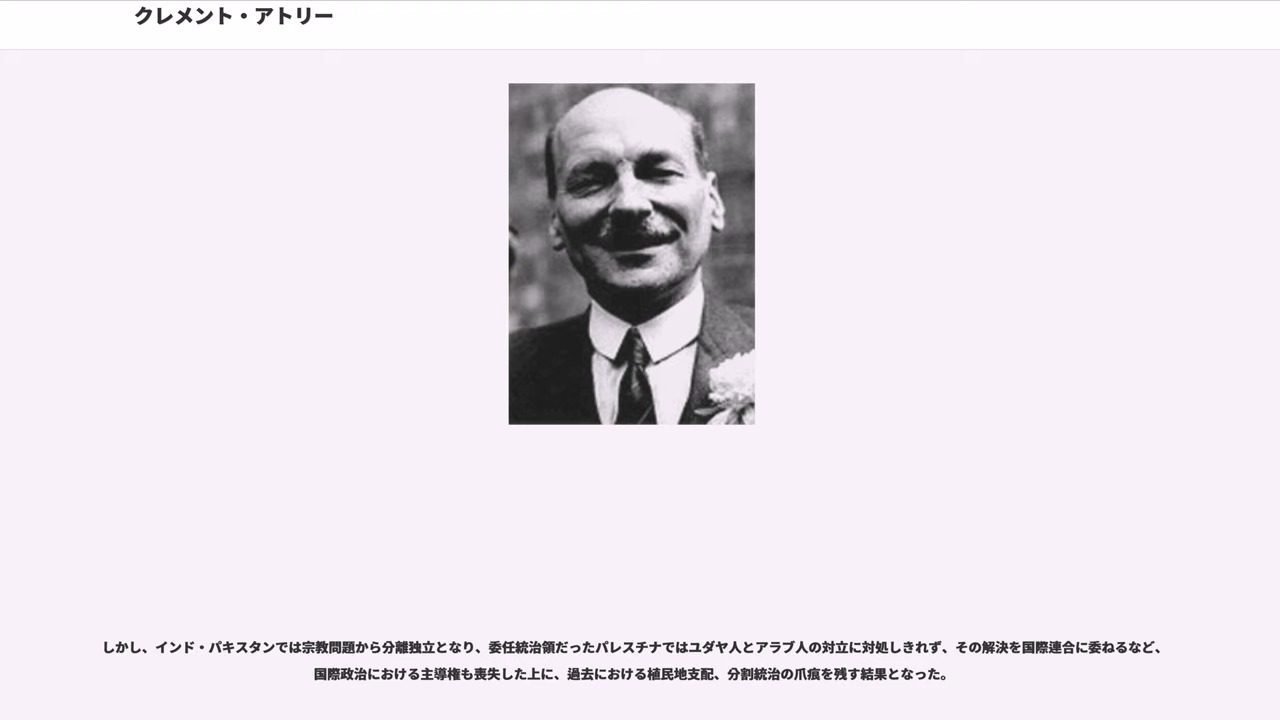 クレメント・アトリー
しかし、インド・パキスタンでは宗教問題から分離独立となり、委任統治領だったパレスチナではユダヤ人とアラブ人の対立に対処しきれず、その解決を国際連合に委ねるなど、
国際政治における主導権も喪失した上に、過去における植民地支配、分割統治の爪痕を残す結果となった。